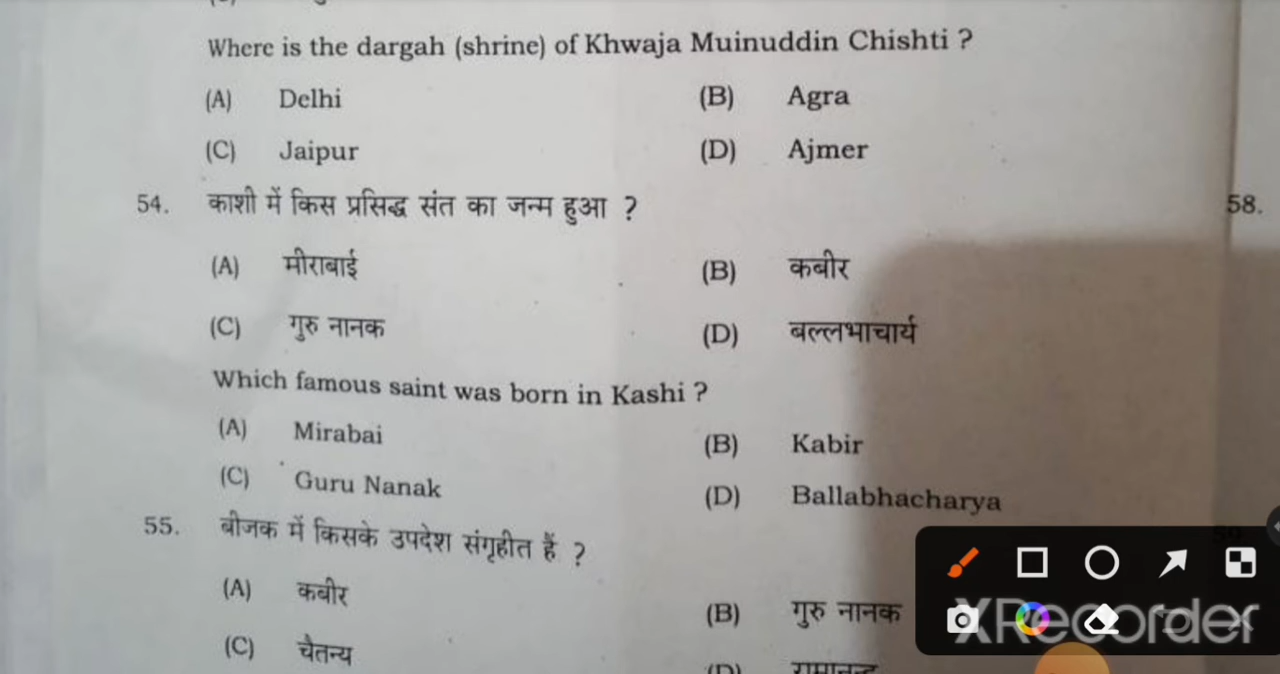 Where is the dargah (shrine) of Khwaja Muinuddin Chishti ?
(A) Delhi (B) Agra
(C) Jaipur (D) Ajmer
54. काशी में किस प्रसिद्ध संत का जन्म हुआ ? 58.
(A) मीराबाई (B) कबीर
(C) गुरु नानक (D) बल्लभाचार्य
Which famous saint was born in Kashi ?
(A) Mirabai (B) Kabir
(C) Guru Nanak (D) Ballabhacharya
55. बीजक में किसके उपदेश संगृहीत हैं ?
(A) कबीर (B) गुरु नानक
(C) चैतन्य (D) रामानन्द
XRecorder